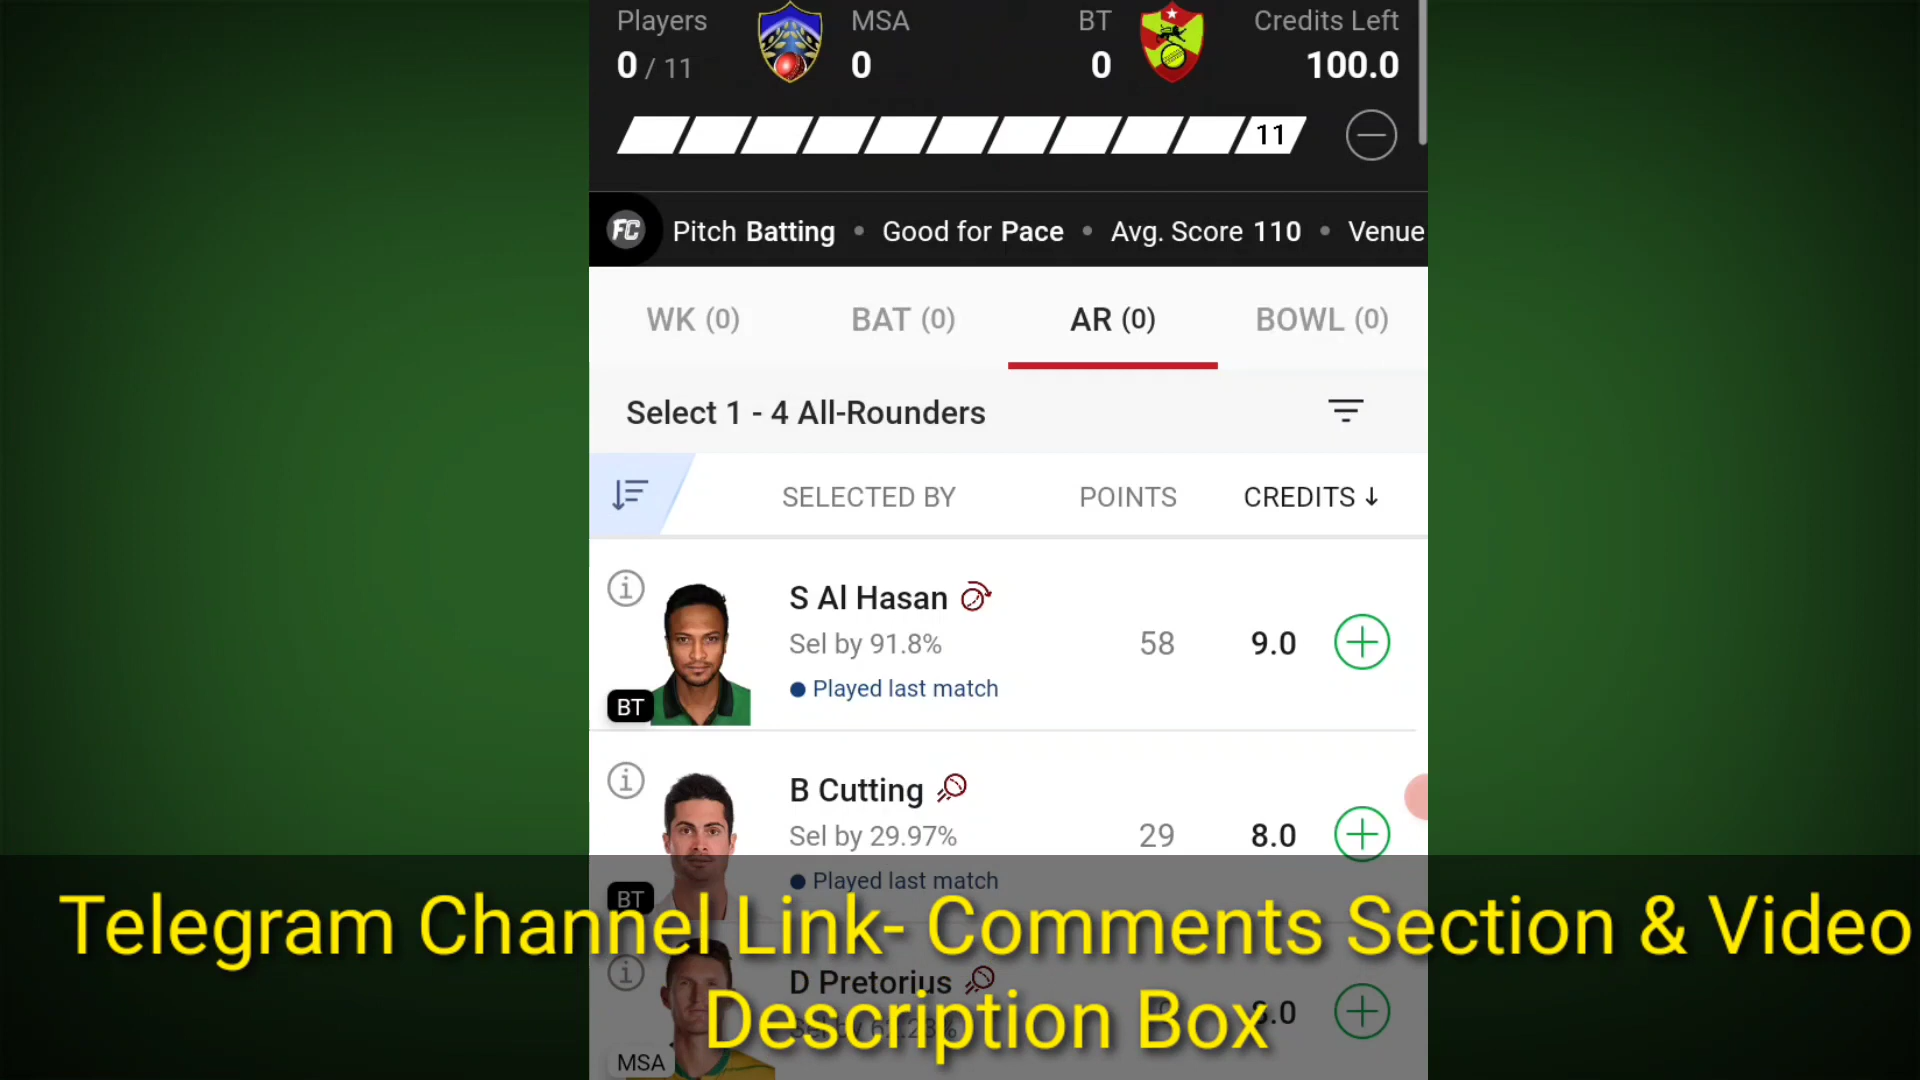 Players MSA BT Credits Left
0 / 11 0 0 100.0
11
FC Pitch Batting • Good for Pace • Avg. Score 110 • Venue
WK (0) BAT (0) AR (0) BOWL (0)
Select 1 - 4 All-Rounders
SELECTED BY POINTS CREDITS ↓
S Al Hasan
Sel by 91.8% 58 9.0
Played last match
BT
B Cutting
Sel by 29.97% 29 8.0
Played last match
BT
Telegram Channel Link- Comments Section & Video
D Pretorius
Description Box
MSA